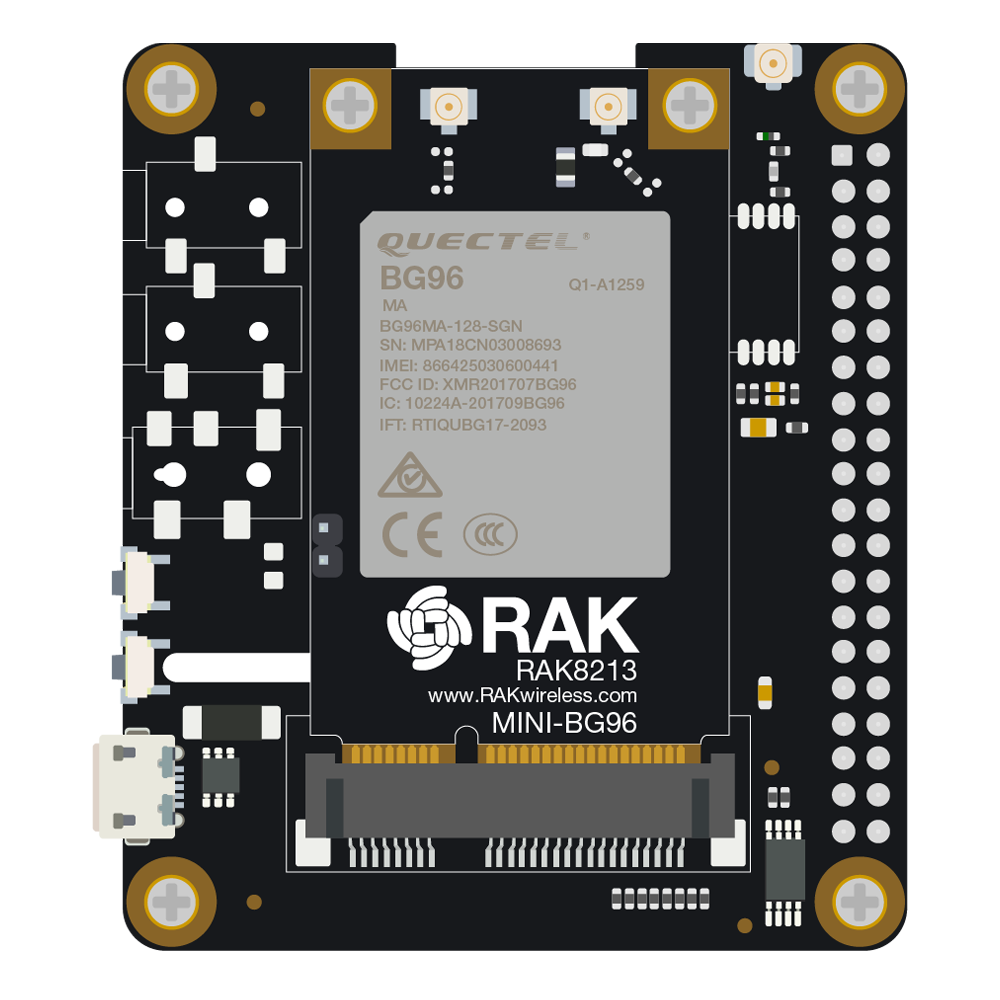 QUECTEL®
BG96 Q1-A1259
MA
BG96MA-128-SGN
SN: MPA18CN03008693
IMEI: 866425030600441
FCC ID: XMR201707BG96
IC: 10224A-201709BG96
IFT: RTIQUBG17-2093
CE CCC
RAK
RAK8213
www.RAKwireless.com
MINI-BG96